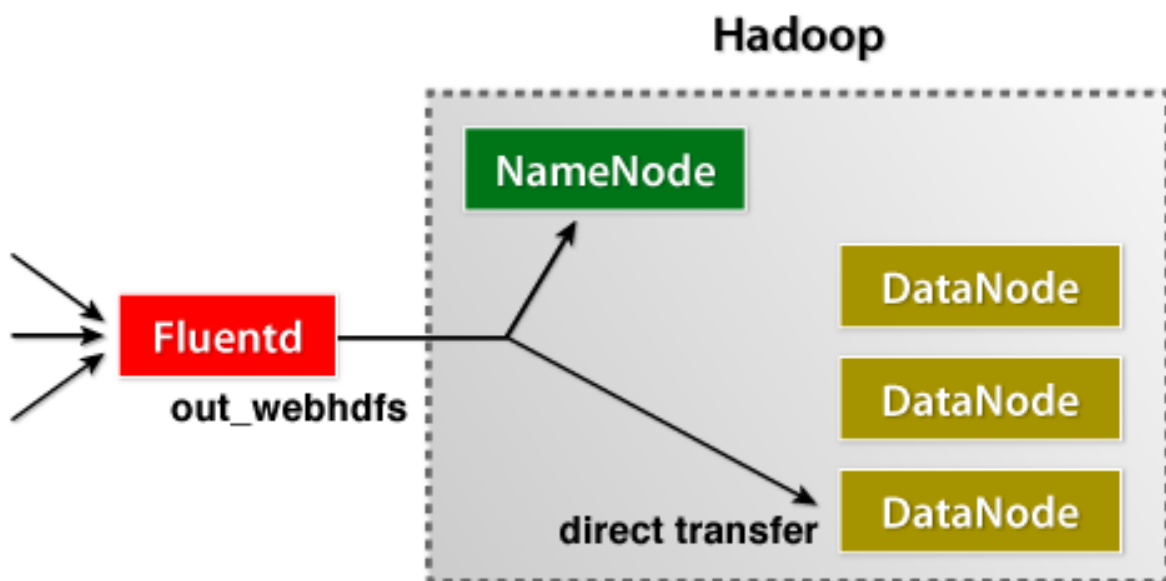 Hadoop
NameNode
DataNode
Fluentd
out_webhdfs
DataNode
direct transfer
DataNode